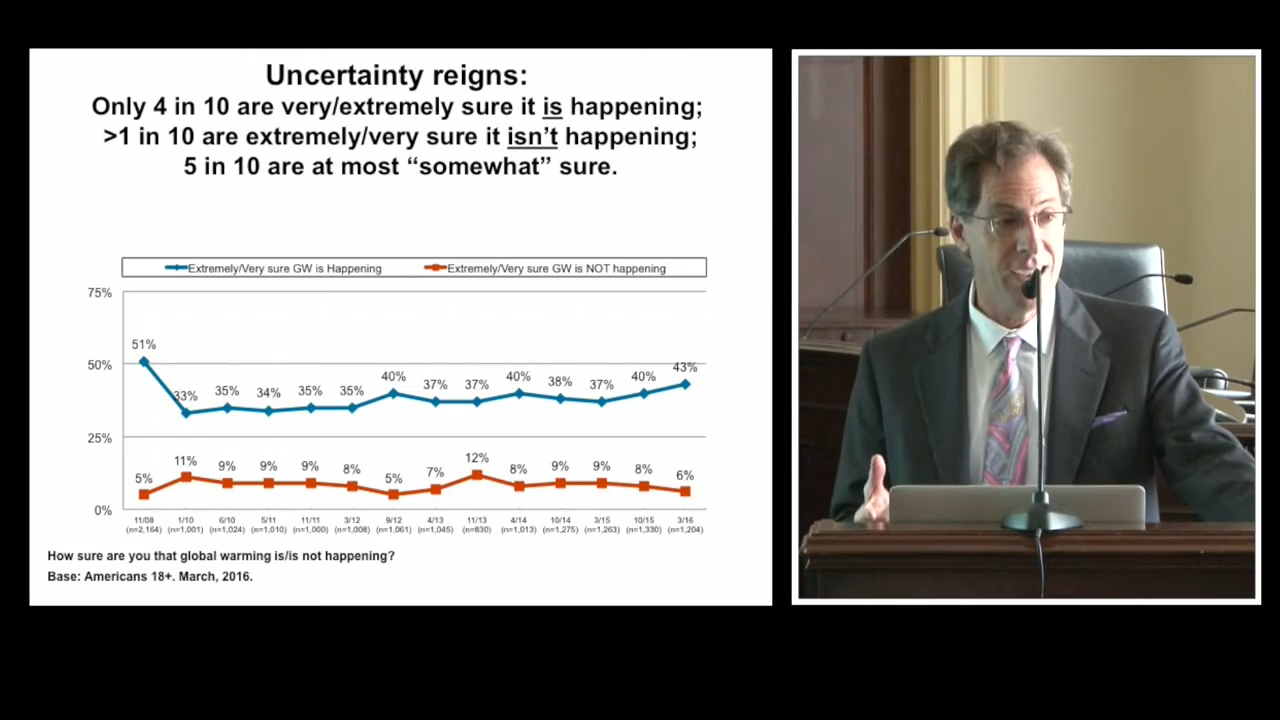 Uncertainty reigns:
Only 4 in 10 are very/extremely sure it is happening;
>1 in 10 are extremely/very sure it isn't happening;
5 in 10 are at most “somewhat” sure.
Extremely/Very sure GW is Happening
Extremely/Very sure GW is NOT happening
75%
50%
25%
0%
51% 33% 35% 34% 35% 35% 40% 37% 37% 40% 38% 37% 40% 43%
5% 11% 9% 9% 9% 8% 5% 7% 12% 8% 9% 9% 8% 6%
11/08 1/10 6/10 5/11 11/11 3/12 9/12 4/13 11/13 4/14 10/14 3/15 10/15 3/16
(n=2,164) (n=1,001) (n=1,024) (n=1,010) (n=1,000) (n=1,008) (n=1,061) (n=1,045) (n=830) (n=1,013) (n=1,275) (n=1,263) (n=1,330) (n=1,204)
How sure are you that global warming is/is not happening?
Base: Americans 18+. March, 2016.